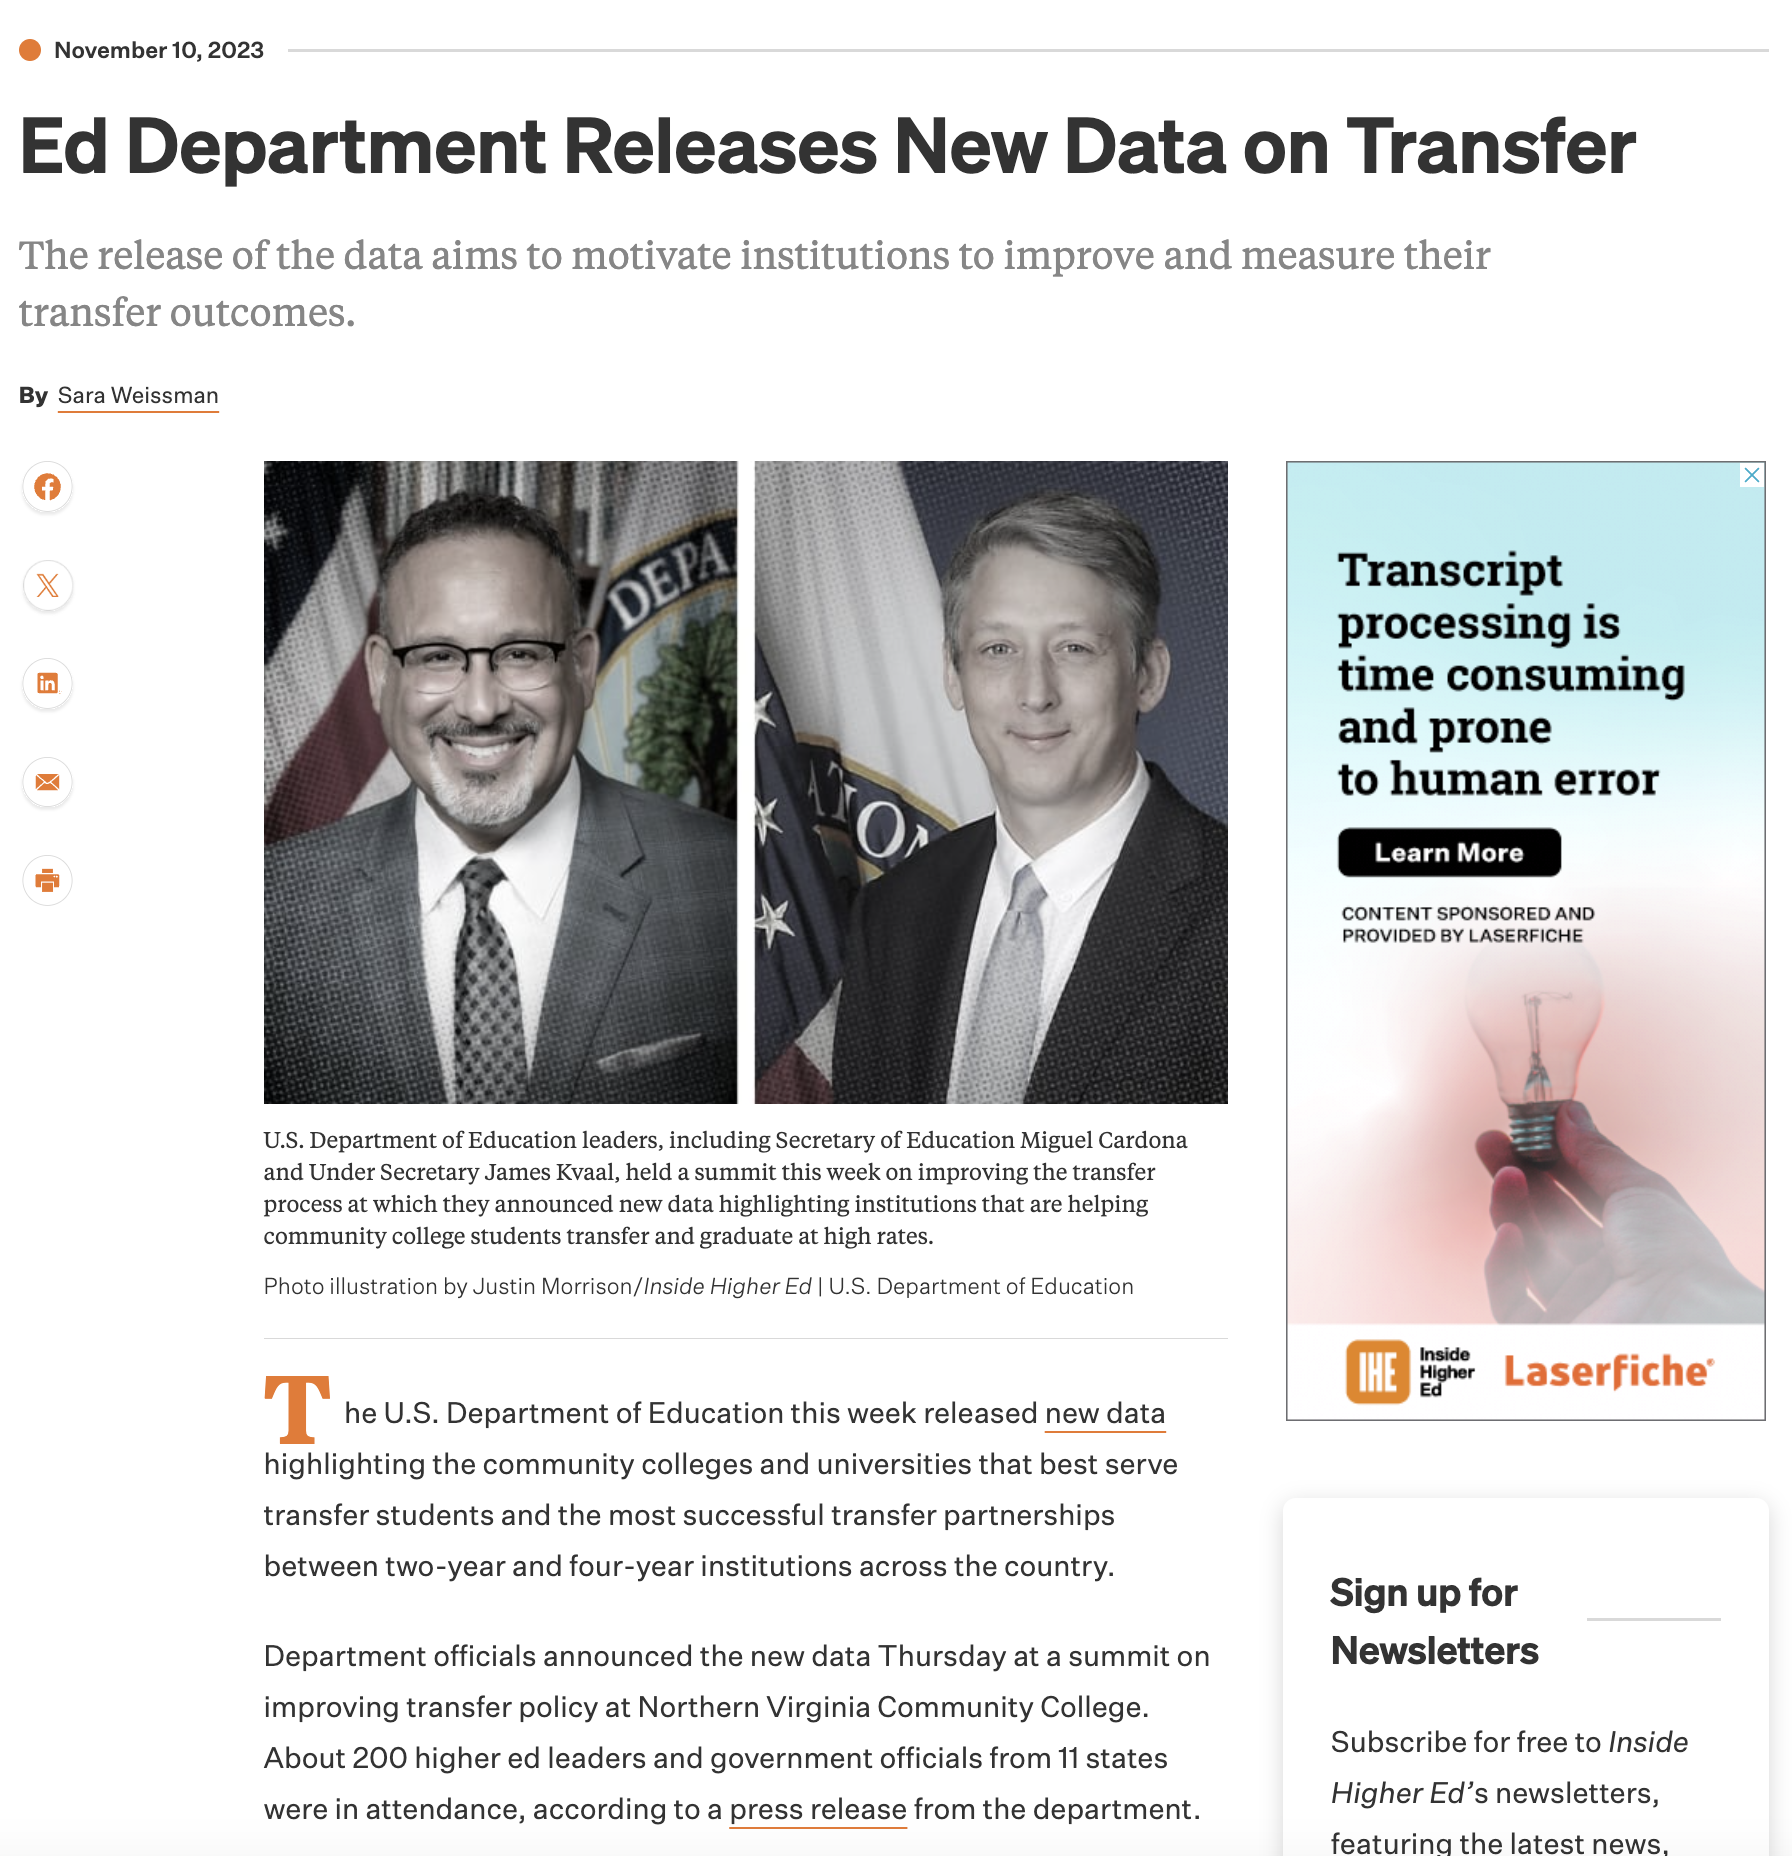 November 10, 2023
Ed Department Releases New Data on Transfer
The release of the data aims to motivate institutions to improve and measure their
transfer outcomes.
By Sara Weissman
DEPA
ATION
U.S. Department of Education leaders, including Secretary of Education Miguel Cardona
and Under Secretary James Kvaal, held a summit this week on improving the transfer
process at which they announced new data highlighting institutions that are helping
community college students transfer and graduate at high rates.
Photo illustration by Justin Morrison/Inside Higher Ed | U.S. Department of Education
The U.S. Department of Education this week released new data
highlighting the community colleges and universities that best serve
transfer students and the most successful transfer partnerships
between two-year and four-year institutions across the country.
Department officials announced the new data Thursday at a summit on
improving transfer policy at Northern Virginia Community College.
About 200 higher ed leaders and government officials from 11 states
were in attendance, according to a press release from the department.
Transcript
processing is
time consuming
and prone
to human error
Learn More
CONTENT SPONSORED AND
PROVIDED BY LASERFICHE
IHE
Inside
Higher
Ed
Laserfiche®
Sign up for
Newsletters
Subscribe for free to Inside
Higher Ed’s newsletters,
featuring the latest news,